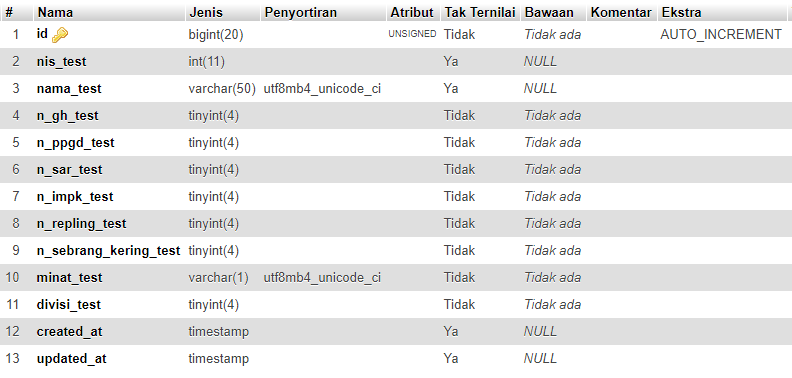 # Nama Jenis Penyortiran Atribut Tak Ternilai Bawaan Komentar Ekstra
1 id bigint(20) UNSIGNED Tidak Tidak ada AUTO_INCREMENT
2 nis_test int(11) Ya NULL
3 nama_test varchar(50) utf8mb4_unicode_ci Ya NULL
4 n_gh_test tinyint(4) Tidak Tidak ada
5 n_ppgd_test tinyint(4) Tidak Tidak ada
6 n_sar_test tinyint(4) Tidak Tidak ada
7 n_impk_test tinyint(4) Tidak Tidak ada
8 n_repling_test tinyint(4) Tidak Tidak ada
9 n_sebrang_kering_test tinyint(4) Tidak Tidak ada
10 minat_test varchar(1) utf8mb4_unicode_ci Tidak Tidak ada
11 divisi_test tinyint(4) Tidak Tidak ada
12 created_at timestamp Ya NULL
13 updated_at timestamp Ya NULL